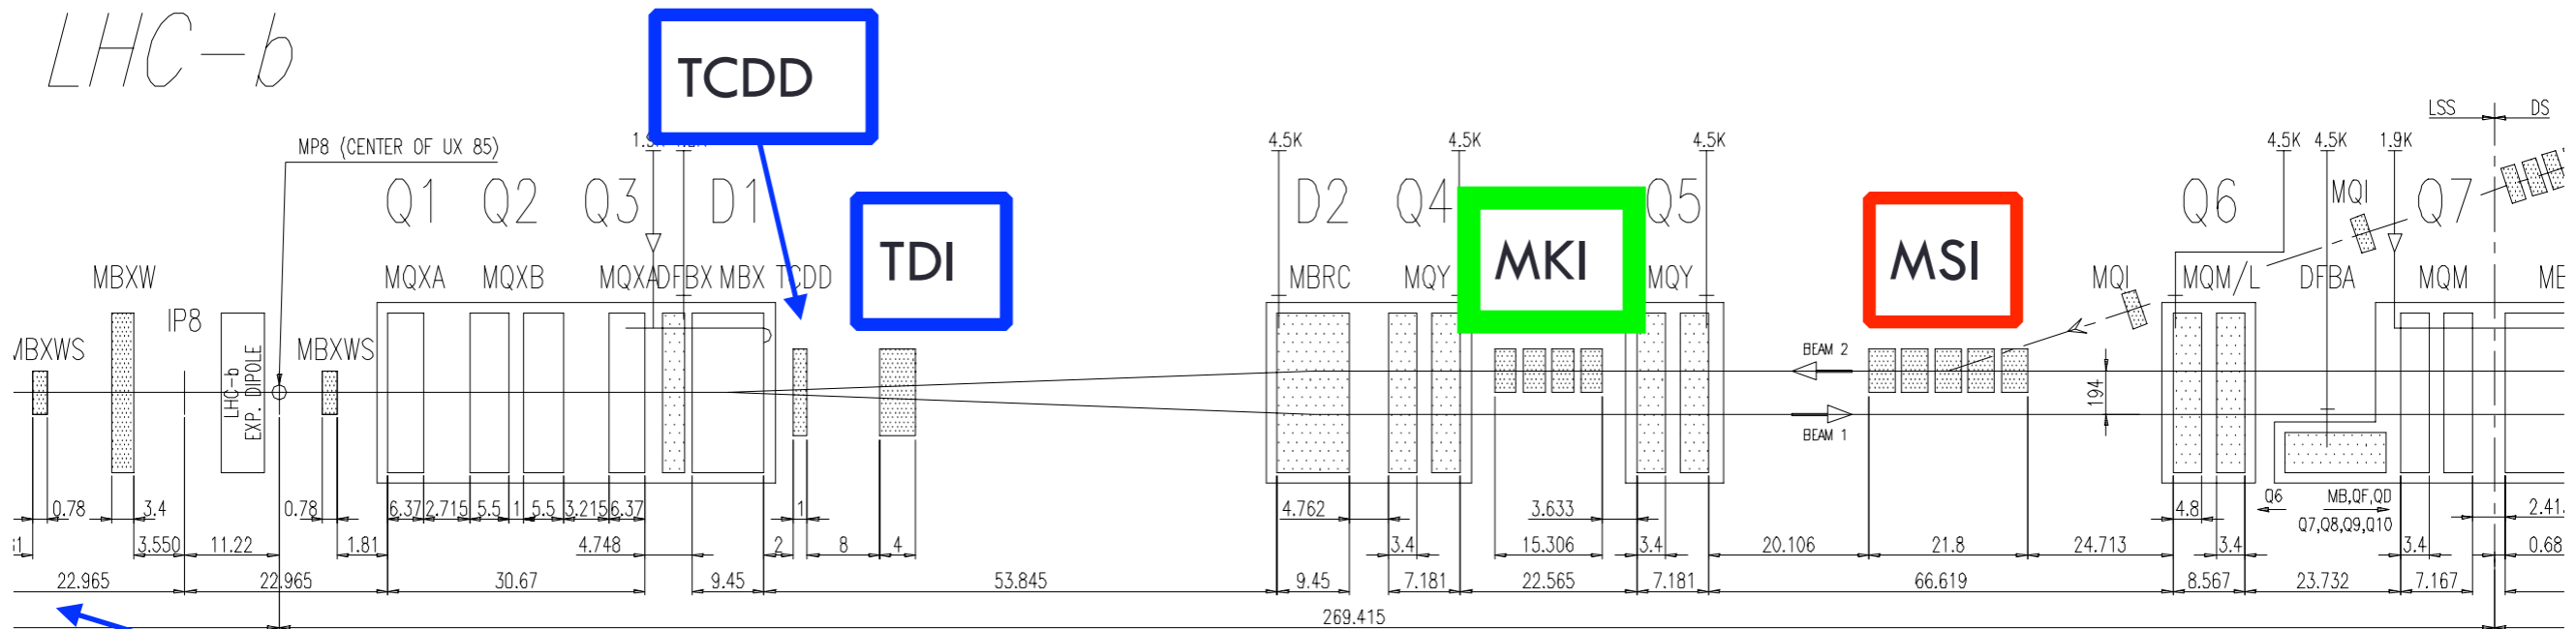 LHC-b
TCDD
LSS DS
MP8 (CENTER OF UX 85)
4.5K 4.5K 4.5K 4.5K 4.5K 1.9K
Q1 Q2 Q3 D1 D2 Q4 Q5 Q6 MQI Q7
TDI MKI MSI
MBXW MQXA MQXB MQXA DFBX MBX TCDD MBRC MQY MQY MQI MQM/L DFBA MQM
IP8
MBXWS MBXWS
LHC-b
EXP. DIPOLE
BEAM 2
194
BEAM 1
Q6 MB,QF,QD
Q7,Q8,Q9,Q10
0.78 3.4 0.78 6.37 2.715 5.5 1 5.5 3.215 6.37 1 4.762 3.633 4.8 2.41
3.550 11.22 1.81 4.748 2 8 4 3.4 15.306 3.4 20.106 21.8 24.713 3.4 3.4 0.68
22.965 22.965 30.67 9.45 53.845 9.45 7.181 22.565 7.181 66.619 8.567 23.732 7.167
269.415